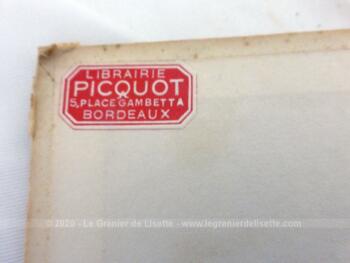 LIBRAIRIE
PICQUOT
5, PLACE GAMBETTA
BORDEAUX
© 2020 - Le Grenier de Lisette - www.legrenierdelisette.com